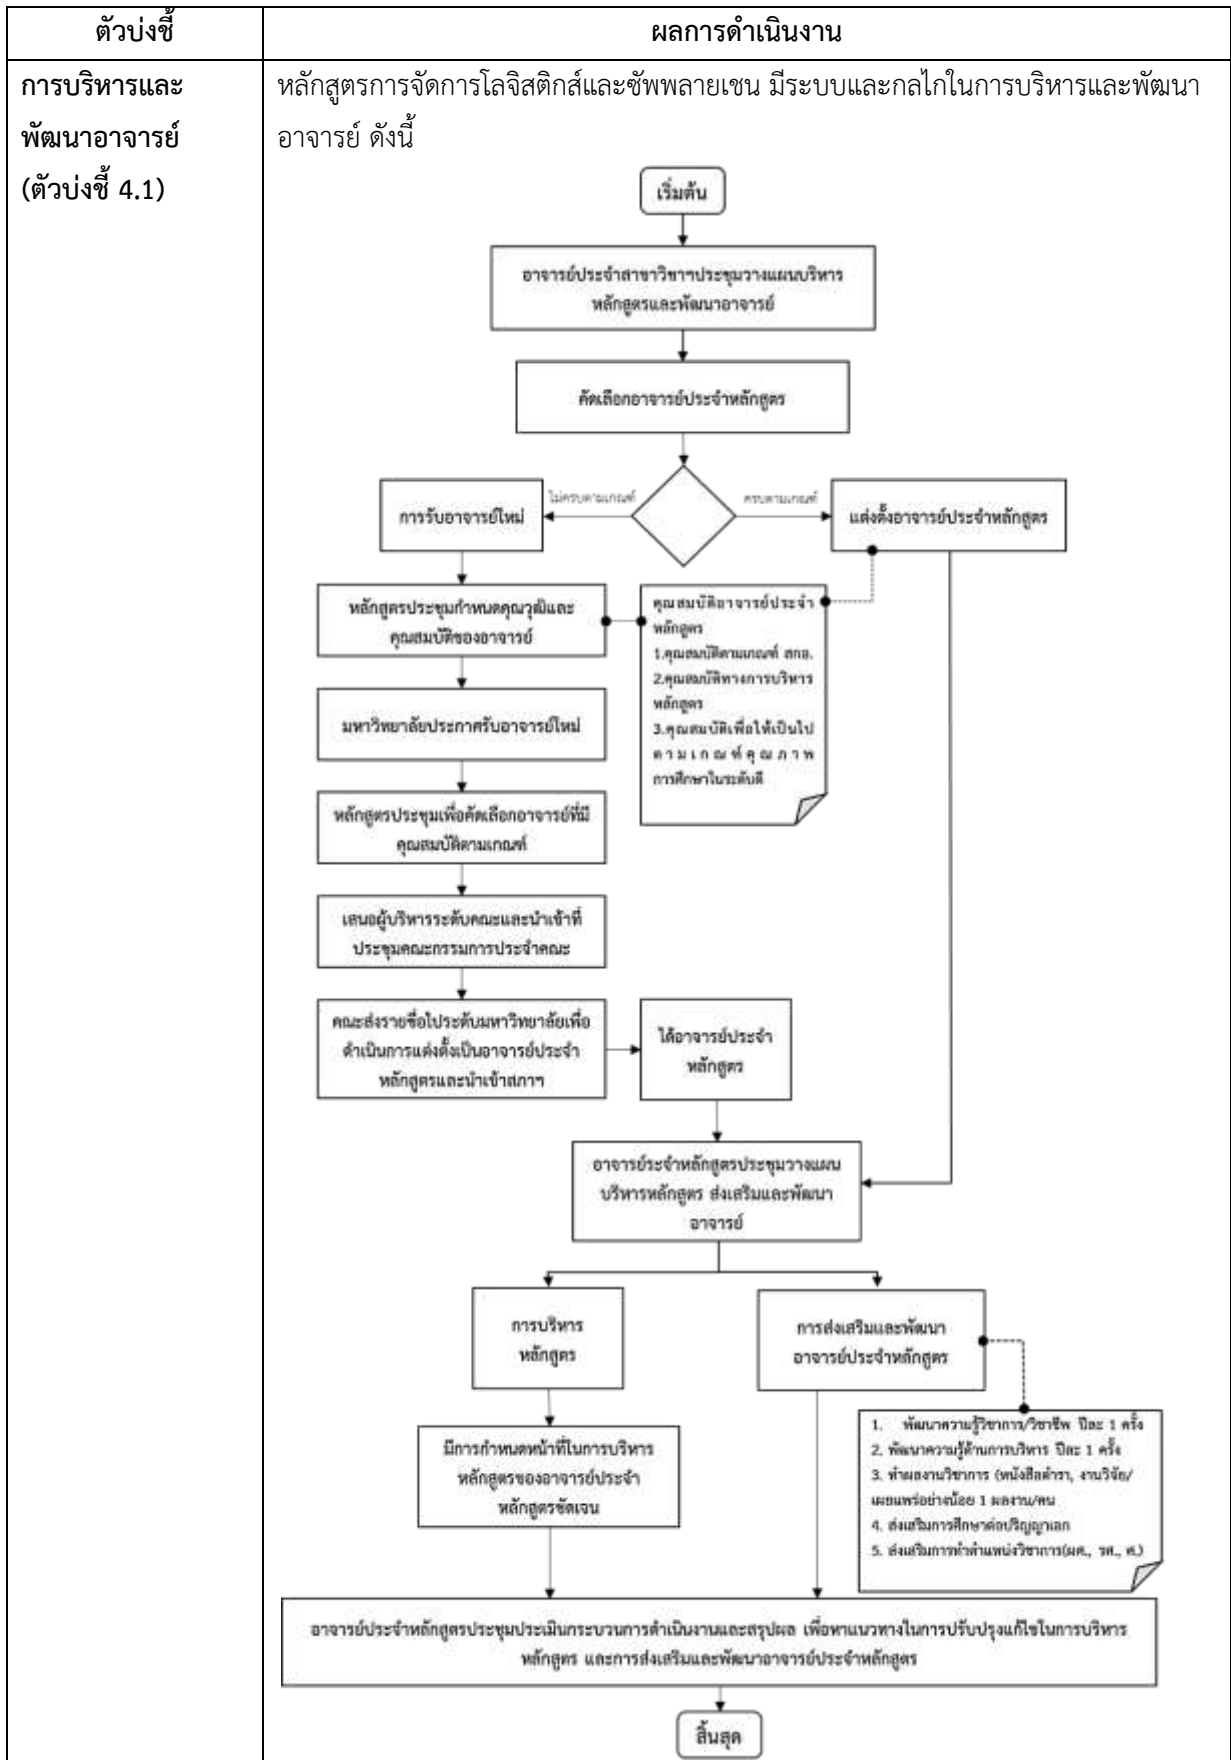 ตัวบ่งชี้
ผลการดำเนินงาน
การบริหารและ
พัฒนาอาจารย์
(ตัวบ่งชี้ 4.1)
หลักสูตรการจัดการโลจิสติกส์และซัพพลายเชน มีระบบและกลไกในการบริหารและพัฒนา
อาจารย์ ดังนี้
เริ่มต้น
อาจารย์ประจำสาขาวิชาฯประชุมวางแผนบริหาร
หลักสูตรและพัฒนาอาจารย์
คัดเลือกอาจารย์ประจำหลักสูตร
ไม่ครบตามเกณฑ์
ครบตามเกณฑ์
การรับอาจารย์ใหม่
แต่งตั้งอาจารย์ประจำหลักสูตร
หลักสูตรประชุมกำหนดคุณวุฒิและ
คุณสมบัติของอาจารย์
คุณสมบัติอาจารย์ประจำ
หลักสูตร
1.คุณสมบัติตามเกณฑ์ สกอ.
2.คุณสมบัติทางการบริหาร
หลักสูตร
3.คุณสมบัติเพื่อให้เป็นไป
ตามเกณฑ์คุณภาพ
การศึกษาในระดับดี
มหาวิทยาลัยประกาศรับอาจารย์ใหม่
หลักสูตรประชุมเพื่อคัดเลือกอาจารย์ที่มี
คุณสมบัติตามเกณฑ์
เสนอผู้บริหารระดับคณะและนำเข้าที่
ประชุมคณะกรรมการประจำคณะ
คณะส่งรายชื่อไประดับมหาวิทยาลัยเพื่อ
ดำเนินการแต่งตั้งเป็นอาจารย์ประจำ
หลักสูตรและนำเข้าสภาฯ
ได้อาจารย์ประจำ
หลักสูตร
อาจารย์ระจำหลักสูตรประชุมวางแผน
บริหารหลักสูตร ส่งเสริมและพัฒนา
อาจารย์
การบริหาร
หลักสูตร
การส่งเสริมและพัฒนา
อาจารย์ประจำหลักสูตร
มีการกำหนดหน้าที่ในการบริหาร
หลักสูตรของอาจารย์ประจำ
หลักสูตรชัดเจน
1. พัฒนาความรู้วิชาการ/วิชาชีพ ปีละ 1 ครั้ง
2. พัฒนาความรู้ด้านการบริหาร ปีละ 1 ครั้ง
3. ทำผลงานวิชาการ (หนังสือตำรา, งานวิจัย/
เผยแพร่อย่างน้อย 1 ผลงาน/คน
4. ส่งเสริมการศึกษาต่อปริญญาเอก
5. ส่งเสริมการทำตำแหน่งวิชาการ(ผศ., รศ., ศ.)
อาจารย์ประจำหลักสูตรประชุมประเมินกระบวนการดำเนินงานและสรุปผล เพื่อหาแนวทางในการปรับปรุงแก้ไขในการบริหาร
หลักสูตร และการส่งเสริมและพัฒนาอาจารย์ประจำหลักสูตร
สิ้นสุด